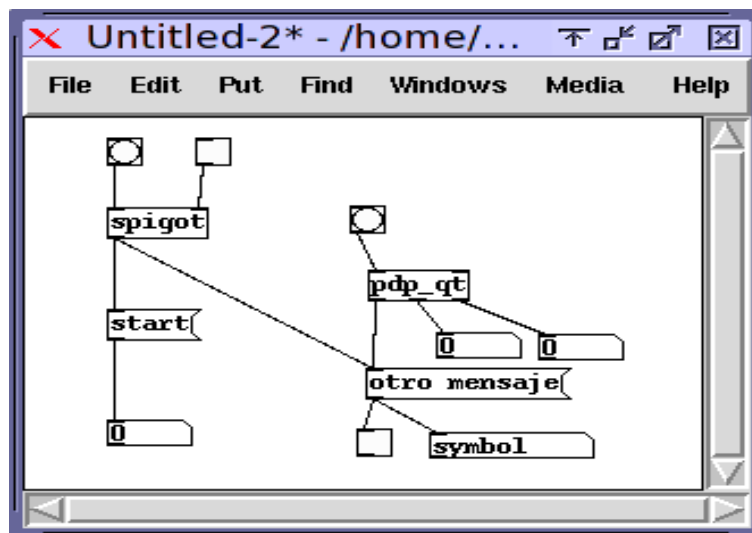 Untitled-2* - /home/...
File Edit Put Find Windows Media Help
spigot
pdp_qt
start
0 0
otro mensaje
0
symbol